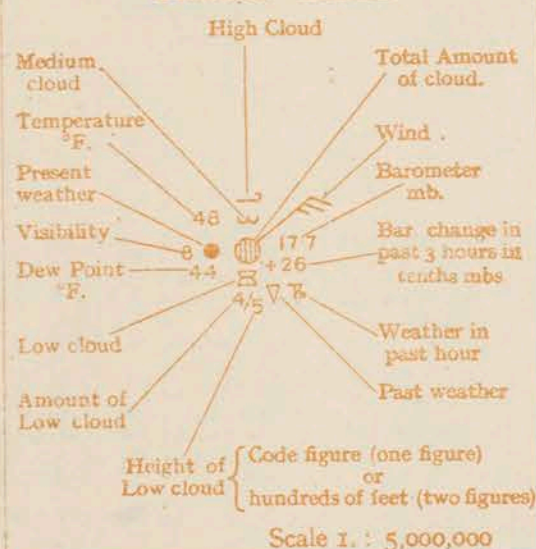 High Cloud
Medium
cloud
Total Amount
of cloud.
Temperature
°F.
Wind .
Present
weather
Barometer
mb.
48
Visibility
8
177
Bar. change in
past 3 hours in
tenths mbs
+26
Dew Point
°F.
44
4/5
Low cloud
Weather in
past hour
Amount of
Low cloud
Past weather
Height of
Low cloud
Code figure (one figure)
or
hundreds of feet (two figures)
Scale 1. : 5,000,000